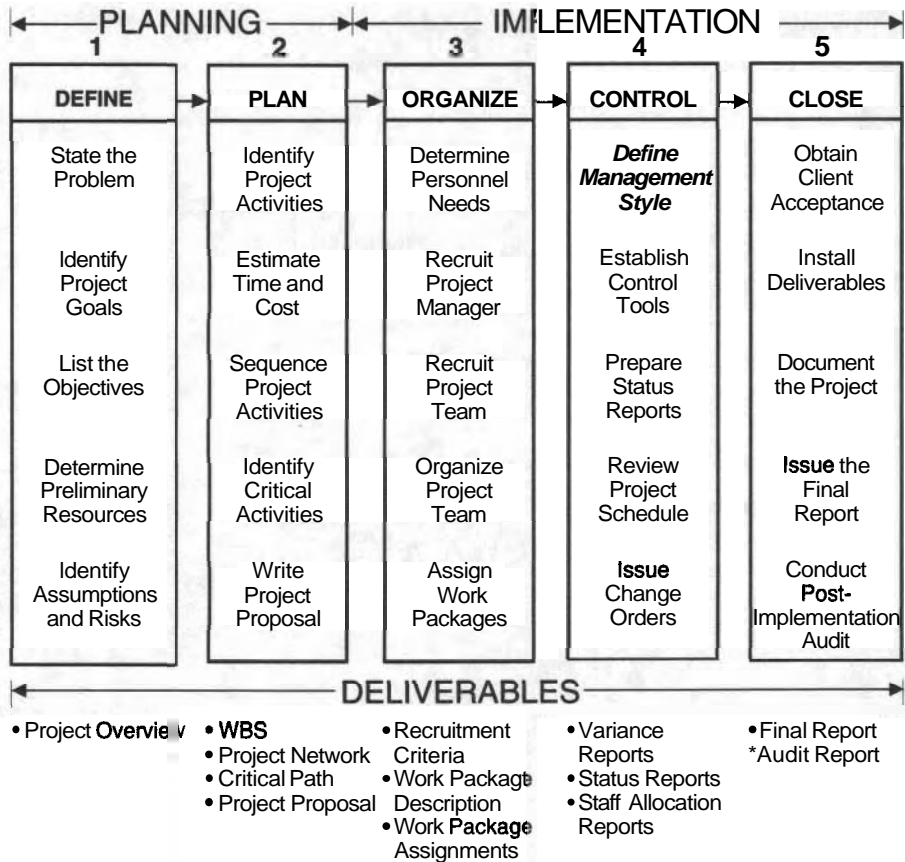 PLANNING IMPLEMENTATION
1 2 3 4 5
DEFINE PLAN ORGANIZE CONTROL CLOSE
State the
Problem
Identify
Project
Goals
List the
Objectives
Determine
Preliminary
Resources
Identify
Assumptions
and Risks
Identify
Project
Activities
Estimate
Time and
Cost
Sequence
Project
Activities
Identify
Critical
Activities
Write
Project
Proposal
Determine
Personnel
Needs
Recruit
Project
Manager
Recruit
Project
Team
Organize
Project
Team
Assign
Work
Packages
Define
Management
Style
Establish
Control
Tools
Prepare
Status
Reports
Review
Project
Schedule
Issue
Change
Orders
Obtain
Client
Acceptance
Install
Deliverables
Document
the Project
Issue the
Final
Report
Conduct
Post-
Implementation
Audit
DELIVERABLES
• Project Overview
• WBS
• Project Network
• Critical Path
• Project Proposal
• Recruitment
Criteria
• Work Package
Description
• Work Package
Assignments
• Variance
Reports
• Status Reports
• Staff Allocation
Reports
• Final Report
*Audit Report